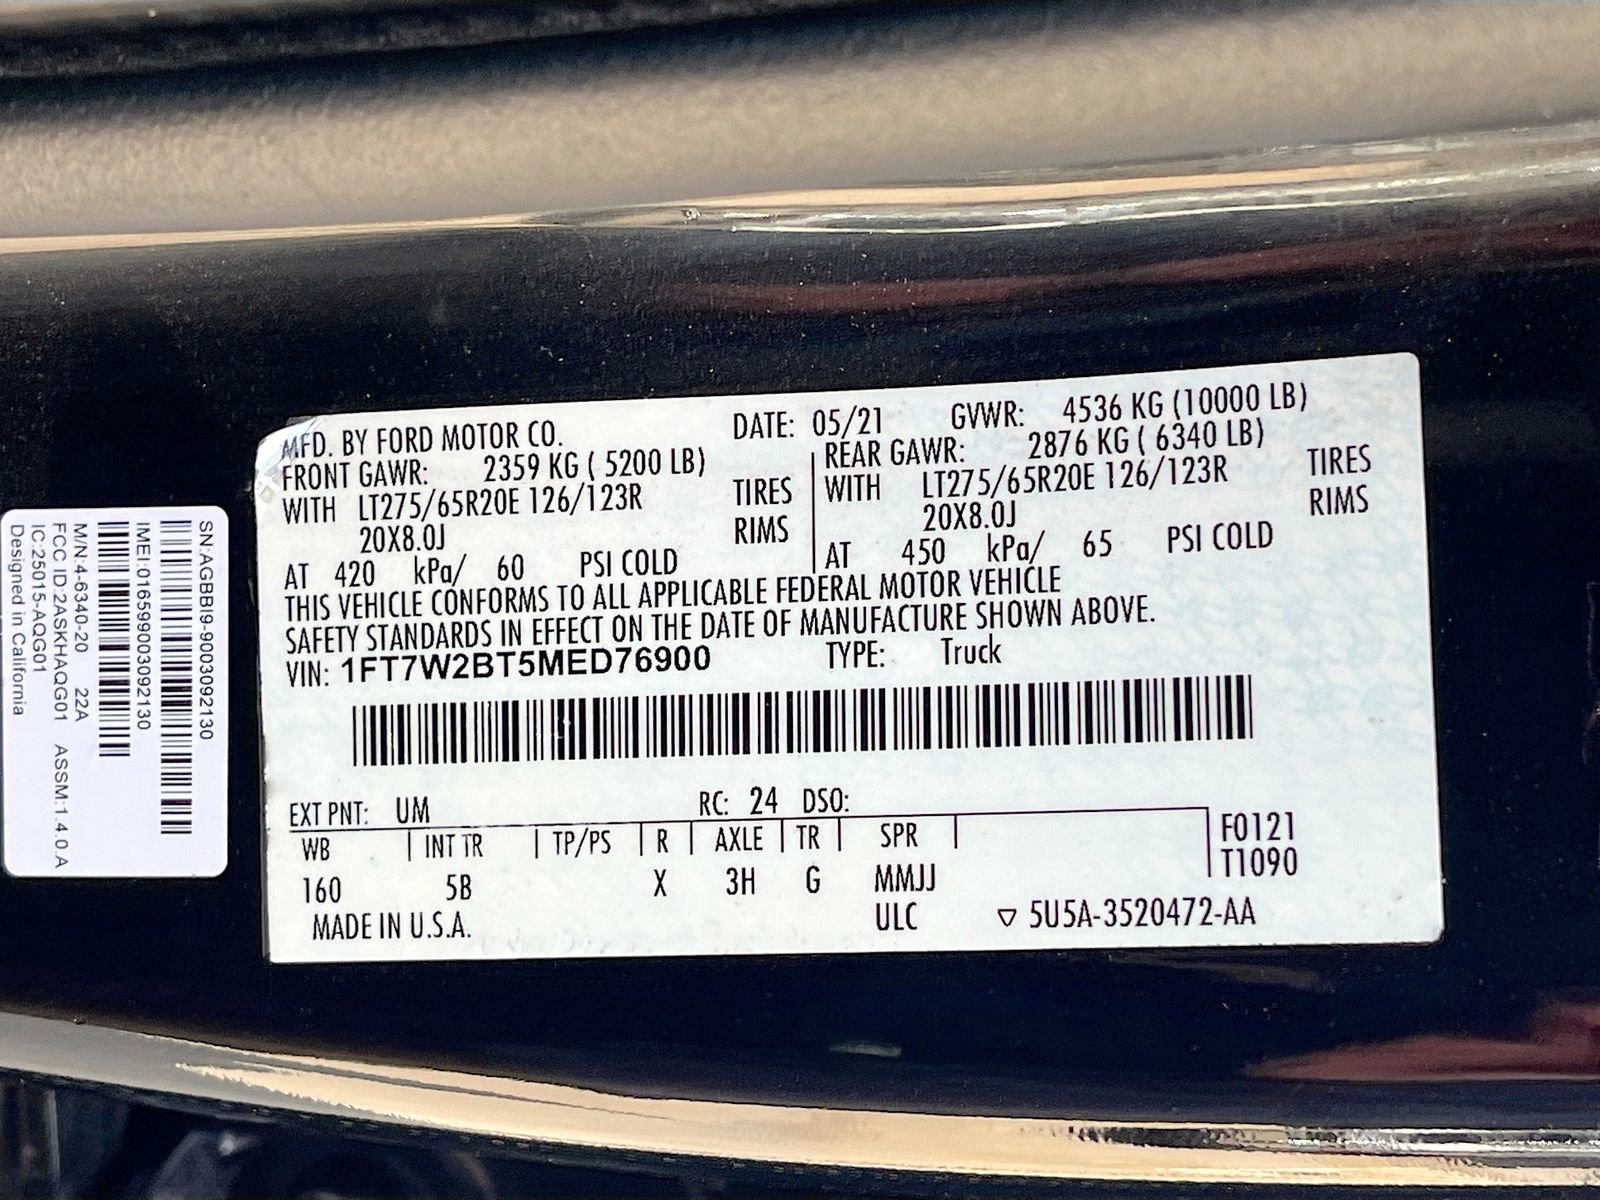 MFD. BY FORD MOTOR CO. DATE: 05/21 GVWR: 4536 KG (10000 LB)
FRONT GAWR: 2359 KG ( 5200 LB) REAR GAWR: 2876 KG ( 6340 LB)
WITH LT275/65R20E 126/123R TIRES WITH LT275/65R20E 126/123R TIRES
20X8.0J RIMS 20X8.0J RIMS
AT 420 kPa/ 60 PSI COLD AT 450 kPa/ 65 PSI COLD
THIS VEHICLE CONFORMS TO ALL APPLICABLE FEDERAL MOTOR VEHICLE
SAFETY STANDARDS IN EFFECT ON THE DATE OF MANUFACTURE SHOWN ABOVE.
VIN: 1FT7W2BT5MED76900 TYPE: Truck
EXT PNT: UM RC: 24 DSO:
WB INT TR TP/PS R AXLE TR SPR F0121
160 5B X 3H G MMJJ T1090
MADE IN U.S.A. ULC ▽ 5U5A-3520472-AA
SN:AGBBI9-9003092130
IMEI:016599003092130
M/N:4-6340-20 22A
FCC ID:2ASKHAQG01 ASSM:1.4.0.A
IC:25015-AQG01
Designed in California